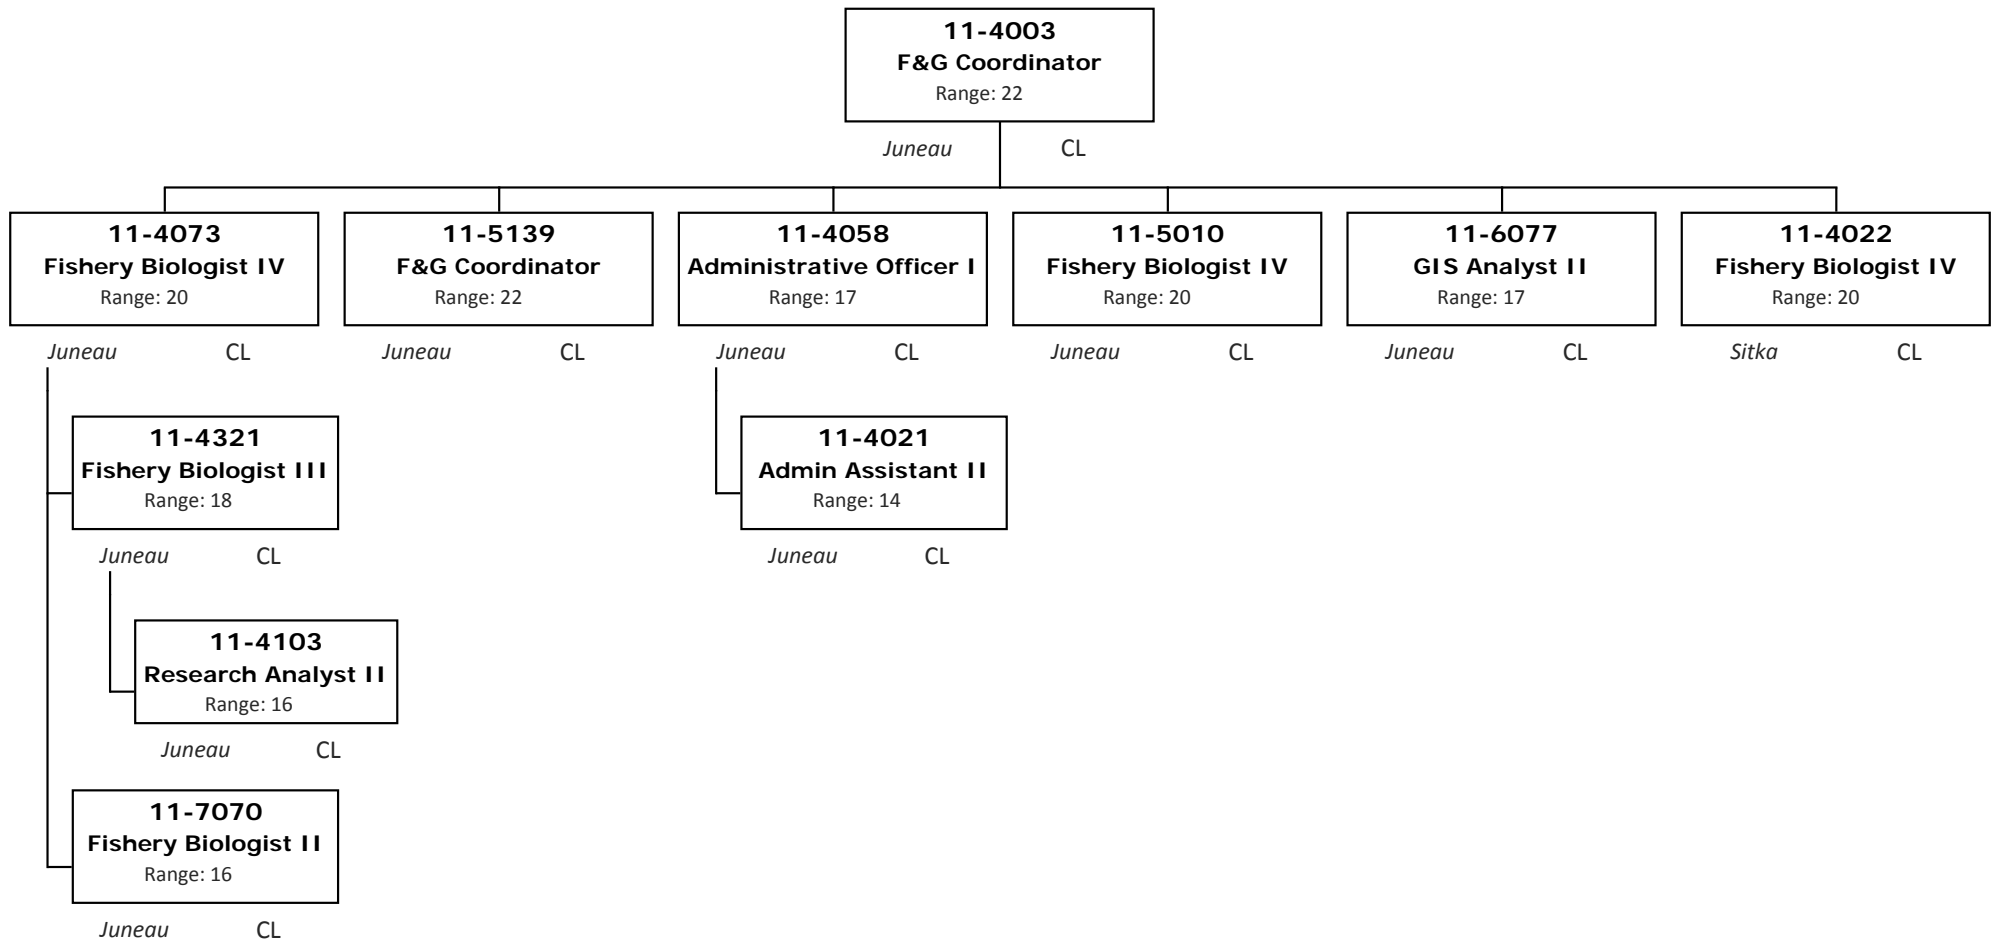 11-4003
F&G Coordinator
Range: 22
Juneau CL
11-4073
Fishery Biologist IV
Range: 20
Juneau CL
11-5139
F&G Coordinator
Range: 22
Juneau CL
11-4058
Administrative Officer I
Range: 17
Juneau CL
11-5010
Fishery Biologist IV
Range: 20
Juneau CL
11-6077
GIS Analyst II
Range: 17
Juneau CL
11-4022
Fishery Biologist IV
Range: 20
Sitka CL
11-4321
Fishery Biologist III
Range: 18
Juneau CL
11-4021
Admin Assistant II
Range: 14
Juneau CL
11-4103
Research Analyst II
Range: 16
Juneau CL
11-7070
Fishery Biologist II
Range: 16
Juneau CL